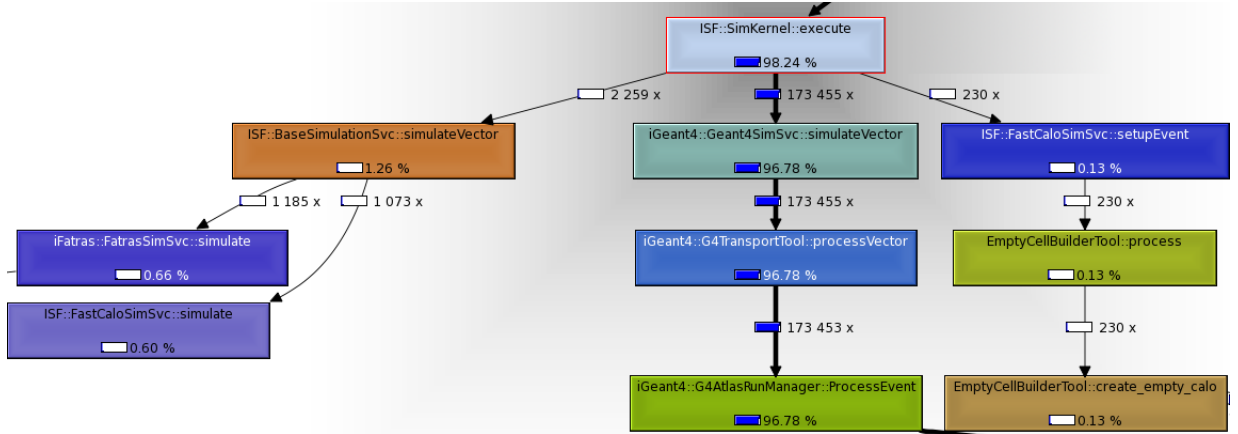 ISF::SimKernel::execute
98.24 %
2 259 x
173 455 x
230 x
ISF::BaseSimulationSvc::simulateVector
1.26 %
iGeant4::Geant4SimSvc::simulateVector
96.78 %
ISF::FastCaloSimSvc::setupEvent
0.13 %
1 185 x
1 073 x
173 455 x
230 x
iFatras::FatrasSimSvc::simulate
0.66 %
iGeant4::G4TransportTool::processVector
96.78 %
EmptyCellBuilderTool::process
0.13 %
ISF::FastCaloSimSvc::simulate
0.60 %
173 453 x
230 x
iGeant4::G4AtlasRunManager::ProcessEvent
96.78 %
EmptyCellBuilderTool::create_empty_calo
0.13 %